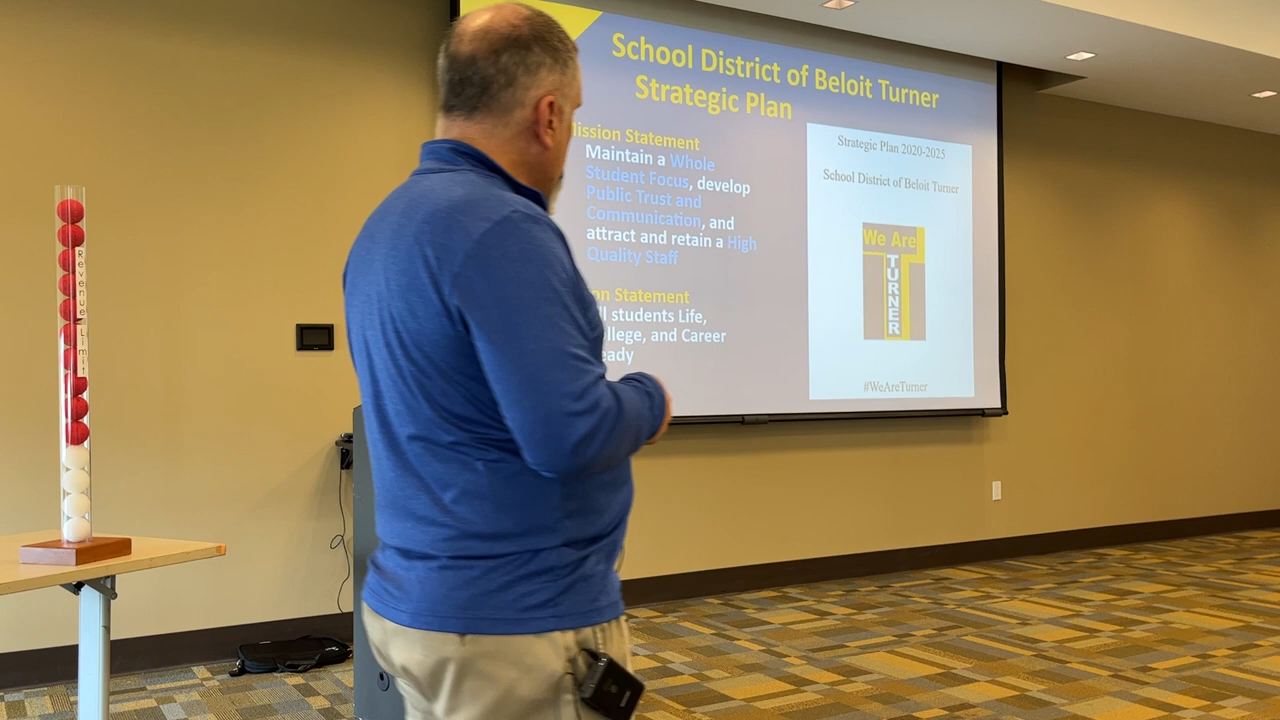 School District of Beloit Turner
Strategic Plan
ission Statement
Maintain a Whole
Student Focus, develop
Public Trust and
Communication, and
attract and retain a High
Quality Staff
on Statement
ll students Life,
llege, and Career
eady
Strategic Plan 2020-2025
School District of Beloit Turner
We Are
TURNER
#WeAreTurner
Revenue Limit